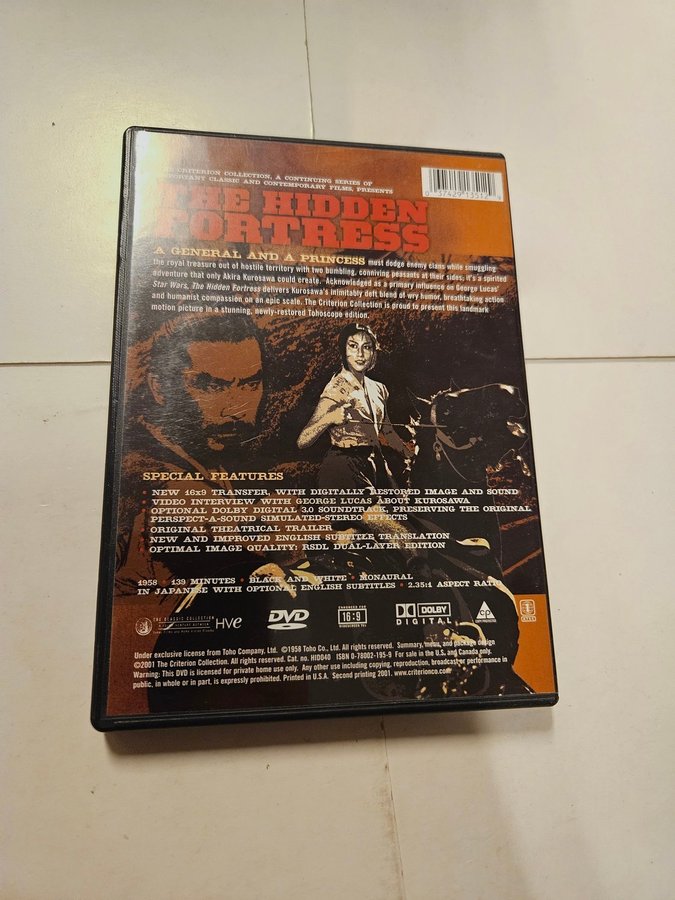 THE CRITERION COLLECTION, A CONTINUING SERIES OF
IMPORTANT CLASSIC AND CONTEMPORARY FILMS, PRESENTS
THE HIDDEN
FORTRESS
A GENERAL AND A PRINCESS must dodge enemy clans while smuggling
the royal treasure out of hostile territory with two bumbling, conniving peasants at their sides; it's a spirited
adventure that only Akira Kurosawa could create. Acknowledged as a primary influence on George Lucas'
Star Wars, The Hidden Fortress delivers Kurosawa's inimitably deft blend of wry humor, breathtaking action
and humanist compassion on an epic scale. The Criterion Collection is proud to present this landmark
motion picture in a stunning, newly-restored Tohoscope edition.
SPECIAL FEATURES
• NEW 16X9 TRANSFER, WITH DIGITALLY RESTORED IMAGE AND SOUND
• VIDEO INTERVIEW WITH GEORGE LUCAS ABOUT KUROSAWA
• OPTIONAL DOLBY DIGITAL 3.0 SOUNDTRACK, PRESERVING THE ORIGINAL
PERSPECT-A-SOUND SIMULATED-STEREO EFFECTS
• ORIGINAL THEATRICAL TRAILER
• NEW AND IMPROVED ENGLISH SUBTITLE TRANSLATION
• OPTIMAL IMAGE QUALITY: RSDL DUAL-LAYER EDITION
1958 • 139 MINUTES • BLACK AND WHITE • MONAURAL
IN JAPANESE WITH OPTIONAL ENGLISH SUBTITLES • 2.35:1 ASPECT RATIO
HVe
DVD
VIDEO
16:9
DOLBY
DIGITAL
Under exclusive license from Toho Company, Ltd. ©1958 Toho Co., Ltd. All rights reserved. Summary, menu, and package design
©2001 The Criterion Collection. All rights reserved. Cat. no. HID040 ISBN 0-78002-195-9 For sale in the U.S. and Canada only.
Warning: This DVD is licensed for private home use only. Any other use including copying, reproduction, broadcast or performance in
public, in whole or in part, is expressly prohibited. Printed in U.S.A. Second printing 2001. www.criterionco.com